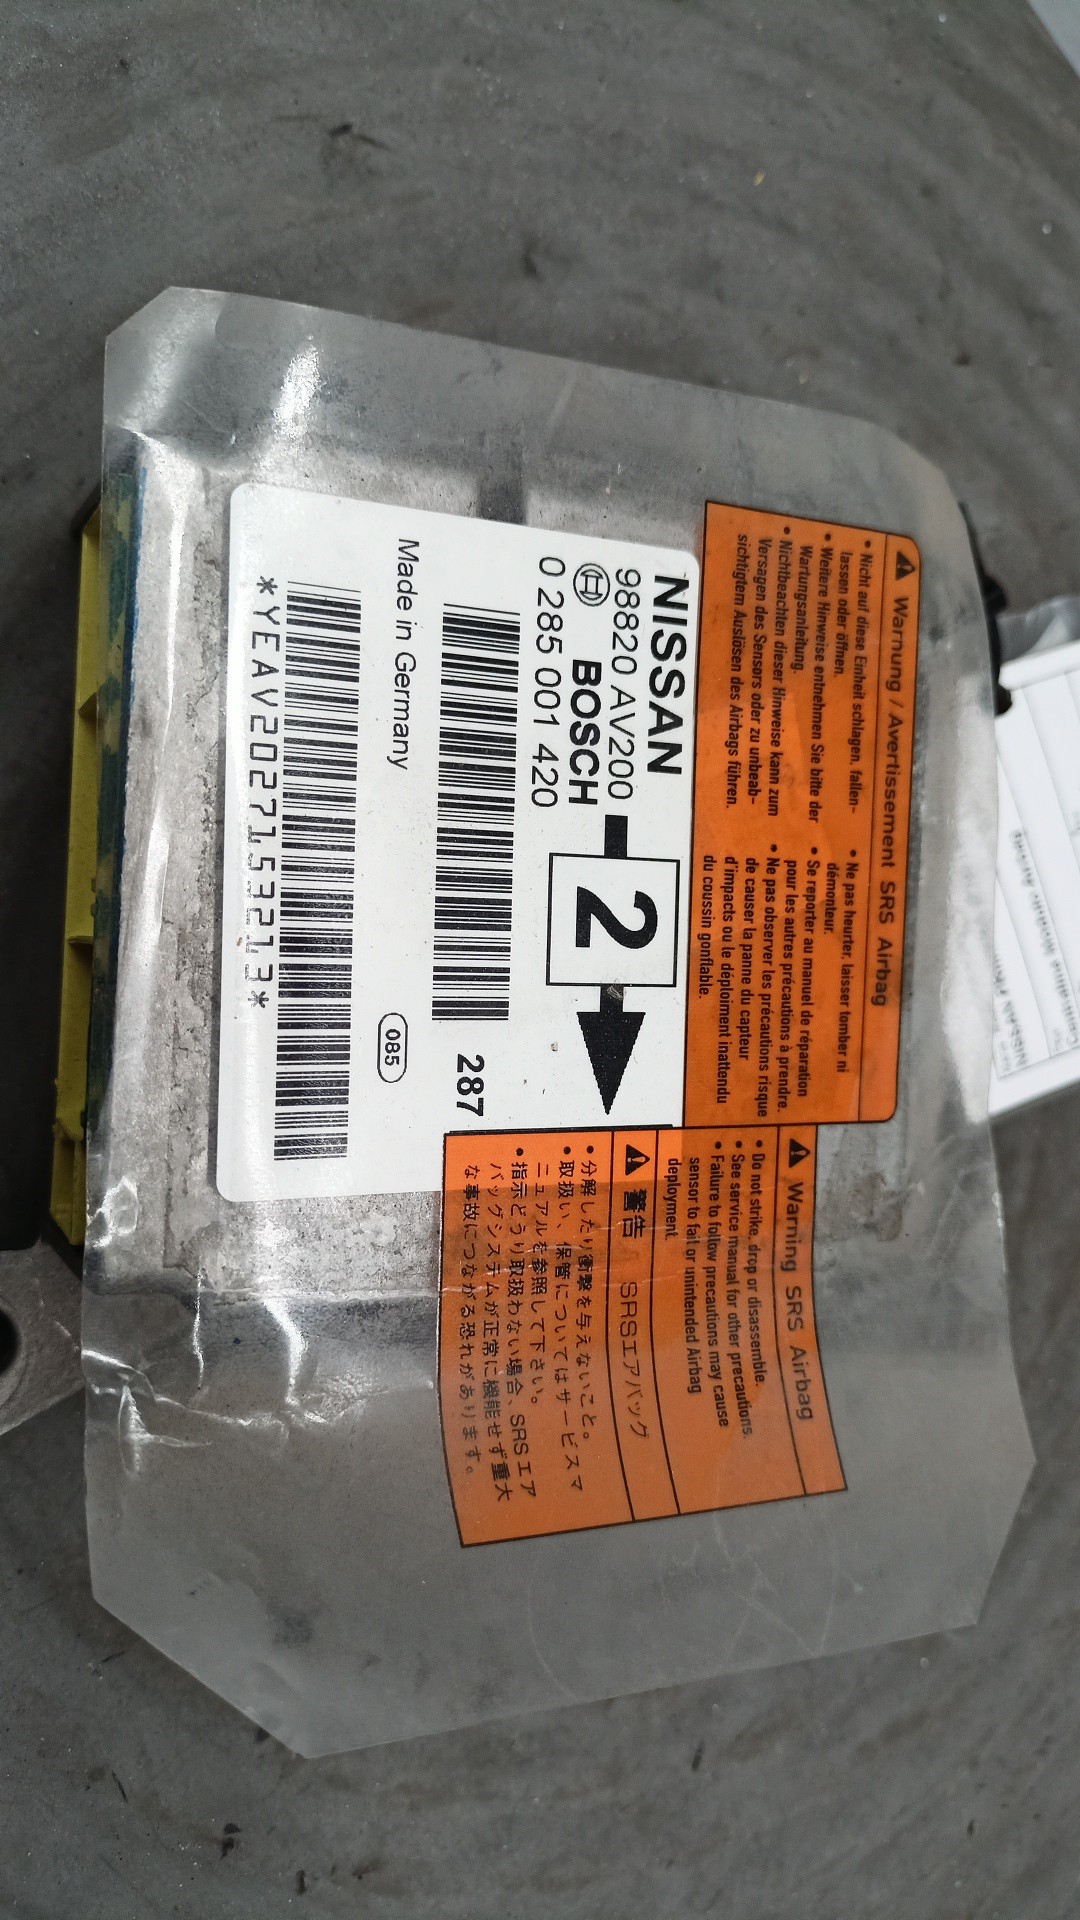 ⚠ Warnung / Avertissement SRS Airbag
• Nicht auf diese Einheit schlagen, fallen-
lassen oder öffnen.
• Weitere Hinweise entnehmen Sie bitte der
Wartungsanleitung.
• Nichtbeachten dieser Hinweise kann zum
Versagen des Sensors oder zu unbeab-
sichtigtem Auslösen des Airbags führen.
• Ne pas heurter, laisser tomber ni
démonteur.
• Se reporter au manuel de réparation
pour les autres précautions à prendre.
• Ne pas observer les précautions risque
de causer la panne du capteur
d'impacts ou le déploiment inattendu
du coussin gonflable.
⚠ Warning SRS Airbag
• Do not strike, drop or disassemble.
• See service manual for other precautions.
• Failure to follow precautions may cause
sensor to fail or unintended Airbag
deployment.
⚠ 警告 SRSエアバッグ
• 分解したり衝撃を与えないこと。
• 取扱い、保管についてはサービスマ
ニュアルを参照して下さい。
• 指示どうり取扱わない場合、SRSエア
バッグシステムが正常に機能せず重大
な事故につながる恐れがあります。
NISSAN
98820 AV200
BOSCH
0 285 001 420
2
287
Made in Germany
085
*YEAV202715321 3*